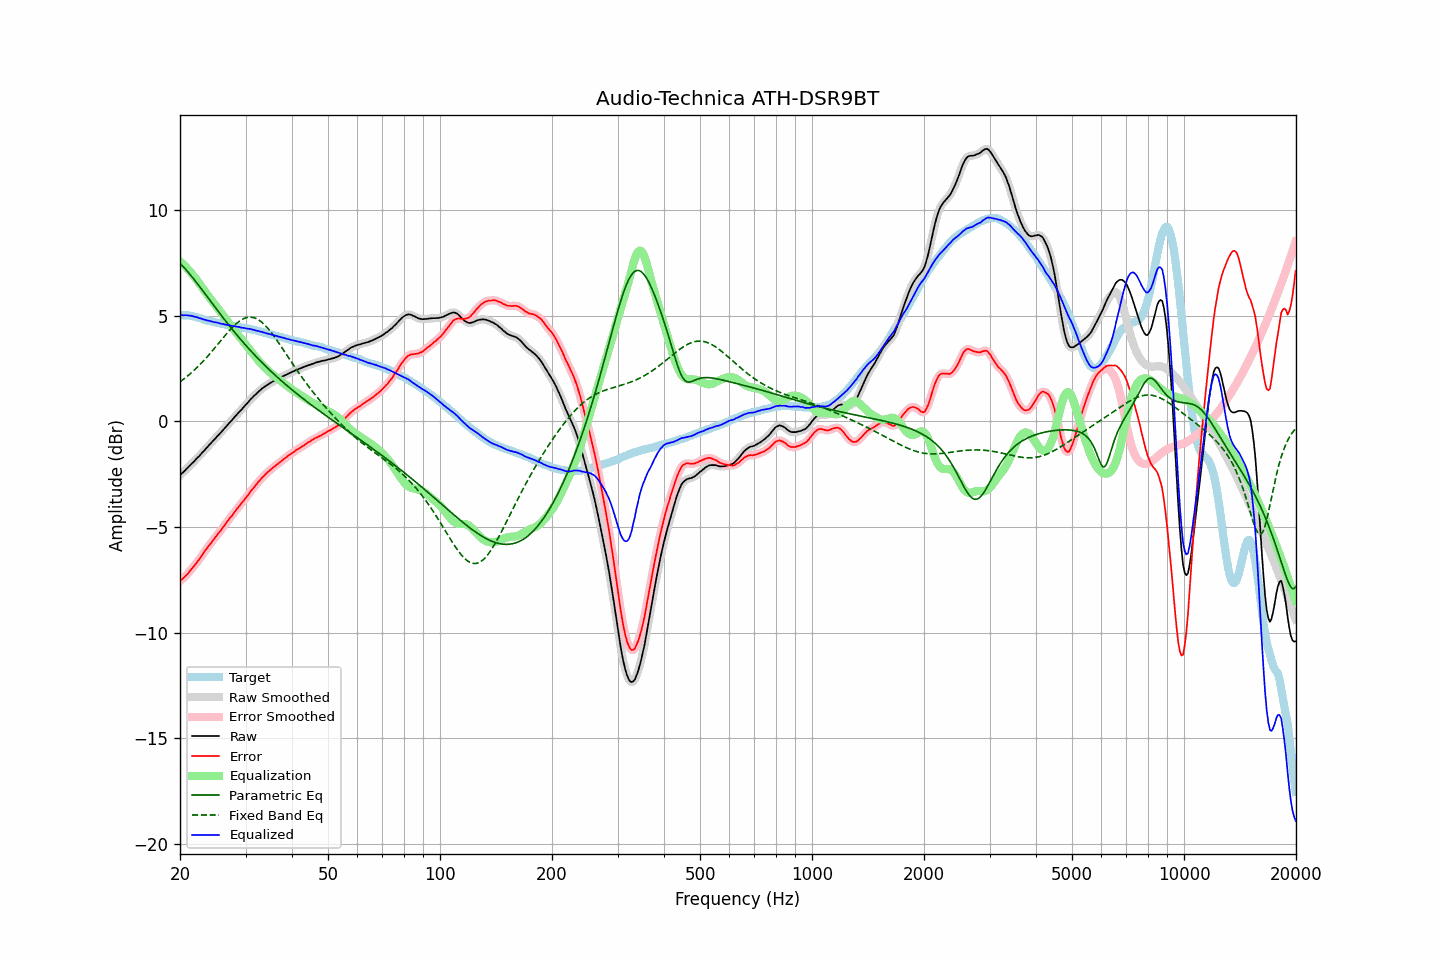 Audio-Technica ATH-DSR9BT
Amplitude (dBr)
10
5
0
−5
−10
−15
−20
Target
Raw Smoothed
Error Smoothed
Raw
Error
Equalization
Parametric Eq
Fixed Band Eq
Equalized
20 50 100 200 500 1000 2000 5000 10000 20000
Frequency (Hz)